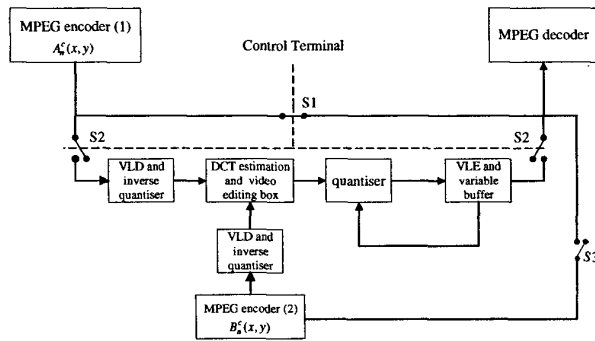 MPEG encoder (1)
A_n^c(x, y)
MPEG decoder
Control Terminal
S1
S2
S2
VLD and
inverse
quantiser
DCT estimation
and video
editing box
quantiser
VLE and
variable
buffer
VLD and
inverse
quantiser
S3
MPEG encoder (2)
B_n^c(x, y)